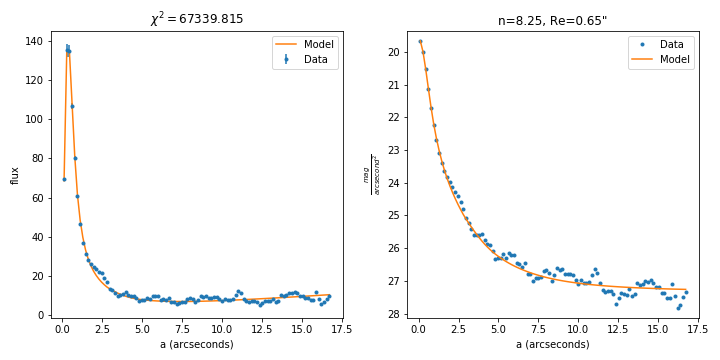 χ² = 67339.815
Model
Data
flux
140
120
100
80
60
40
20
0
0.0 2.5 5.0 7.5 10.0 12.5 15.0 17.5
a (arcseconds)
n=8.25, Re=0.65"
Data
Model
mag
arcsecond²
20
21
22
23
24
25
26
27
28
0.0 2.5 5.0 7.5 10.0 12.5 15.0 17.5
a (arcseconds)